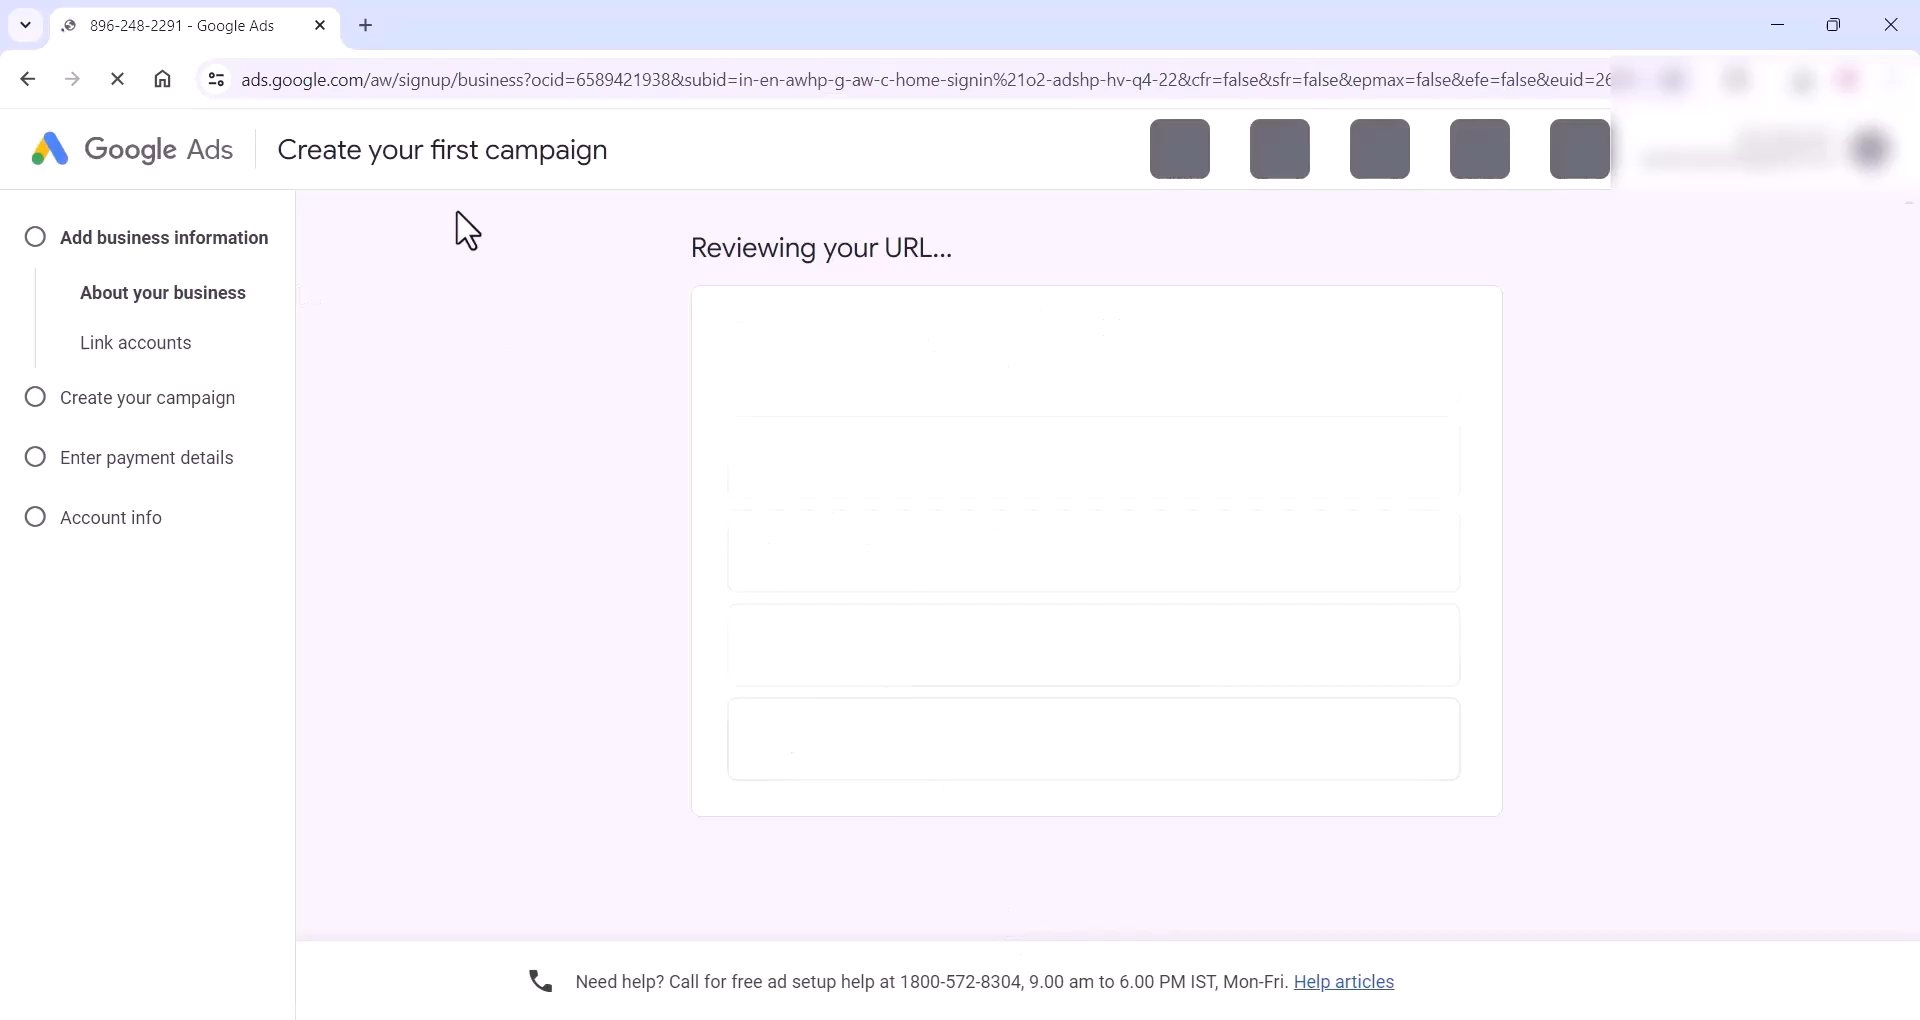 896-248-2291 - Google Ads
ads.google.com/aw/signup/business?ocid=6589421938&subid=in-en-awhp-g-aw-c-home-signin%21o2-adshp-hv-q4-22&cfr=false&sfr=false&epmax=false&efe=false&euid=26
Google Ads
Create your first campaign
Add business information
About your business
Link accounts
Create your campaign
Enter payment details
Account info
Reviewing your URL...
Need help? Call for free ad setup help at 1800-572-8304, 9.00 am to 6.00 PM IST, Mon-Fri. Help articles